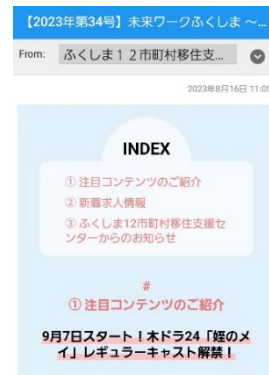 【2023年第34号】未来ワークふくしま ～...
From: ふくしま１２市町村移住支...
2023年8月16日 11:05
INDEX
① 注目コンテンツのご紹介
② 新着求人情報
③ ふくしま12市町村移住支援セ
ンターからのお知らせ
#
① 注目コンテンツのご紹介
9月7日スタート！木ドラ24「姪のメ
イ」レギュラーキャスト解禁！